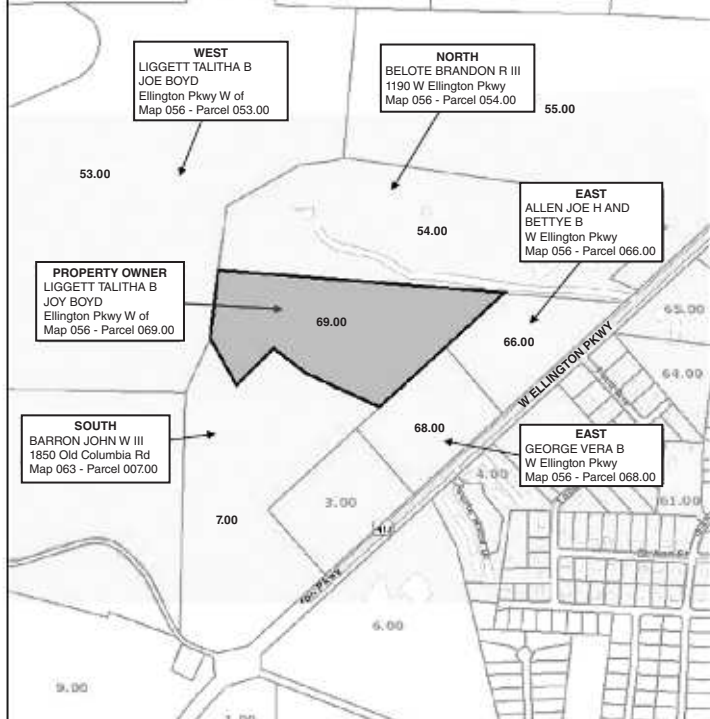 WEST
LIGGETT TALITHA B
JOE BOYD
Ellington Pkwy W of
Map 056 - Parcel 053.00
NORTH
BELOTE BRANDON R III
1190 W Ellington Pkwy
Map 056 - Parcel 054.00
55.00
53.00
EAST
ALLEN JOE H AND
BETTYE B
W Ellington Pkwy
Map 056 - Parcel 066.00
54.00
PROPERTY OWNER
LIGGETT TALITHA B
JOY BOYD
Ellington Pkwy W of
Map 056 - Parcel 069.00
69.00
66.00
65.00
W ELLINGTON PKWY
64.00
SOUTH
BARRON JOHN W III
1850 Old Columbia Rd
Map 063 - Parcel 007.00
68.00
EAST
GEORGE VERA B
W Ellington Pkwy
Map 056 - Parcel 068.00
4.00
61.00
3.00
7.00
Pkwy
6.00
9.00
1.00